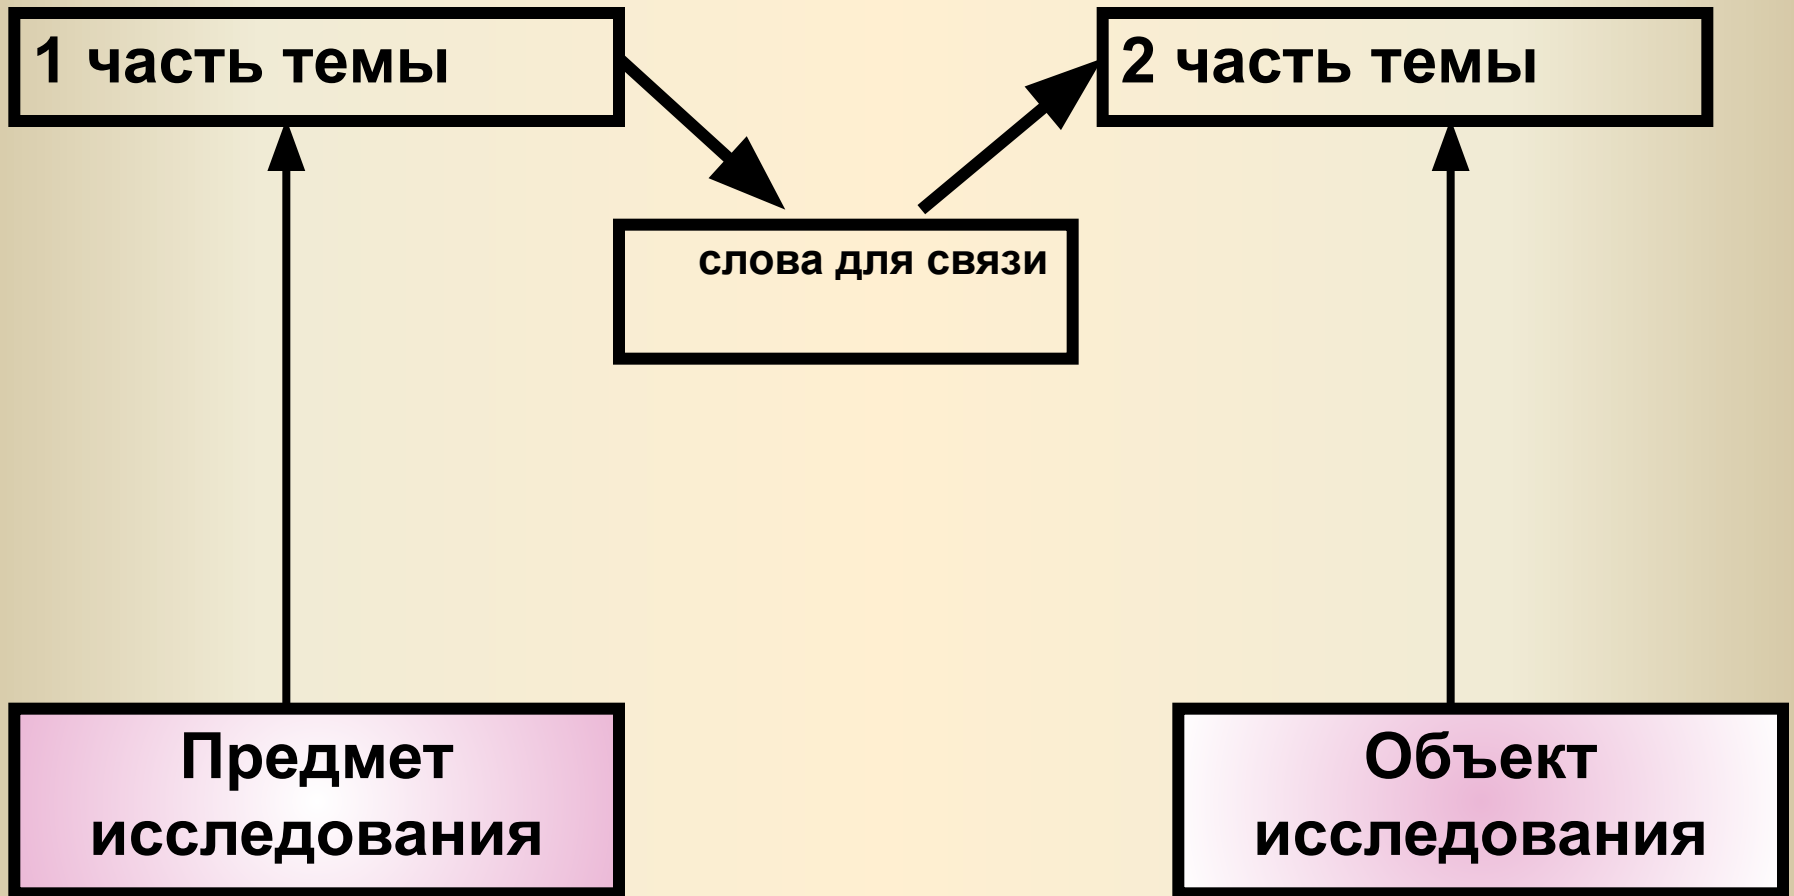 1 часть темы
2 часть темы
слова для связи
Предмет
исследования
Объект
исследования